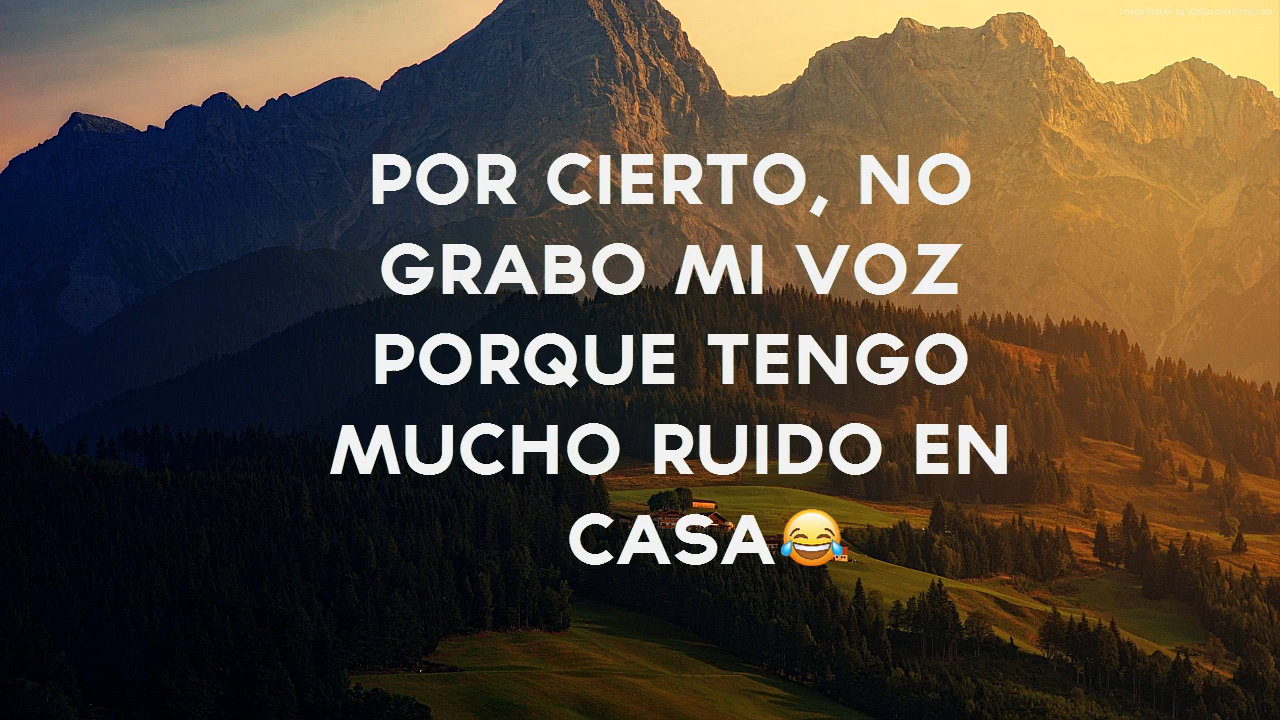 POR CIERTO, NO
GRABO MI VOZ
PORQUE TENGO
MUCHO RUIDO EN
CASA😂